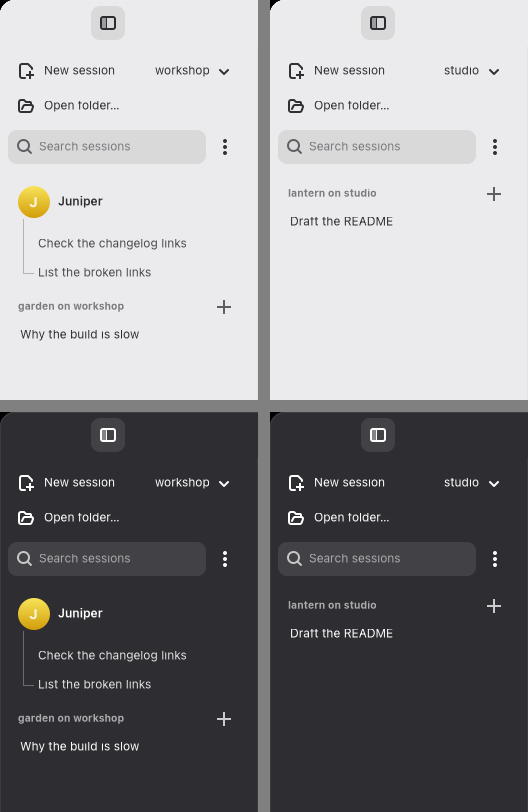 New session workshop
Open folder...
Search sessions
J Juniper
Check the changelog links
List the broken links
garden on workshop
Why the build is slow
New session studio
Open folder...
Search sessions
lantern on studio
Draft the README
New session workshop
Open folder...
Search sessions
J Juniper
Check the changelog links
List the broken links
garden on workshop
Why the build is slow
New session studio
Open folder...
Search sessions
lantern on studio
Draft the README